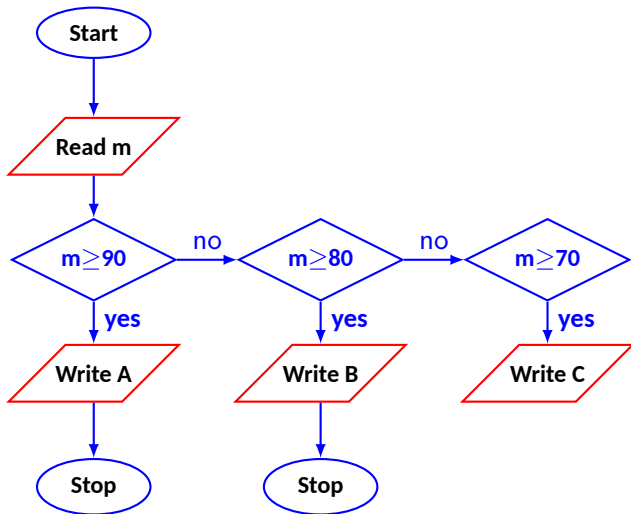 Start
Read m
m≥90
no
m≥80
no
m≥70
yes
yes
yes
Write A
Write B
Write C
Stop
Stop